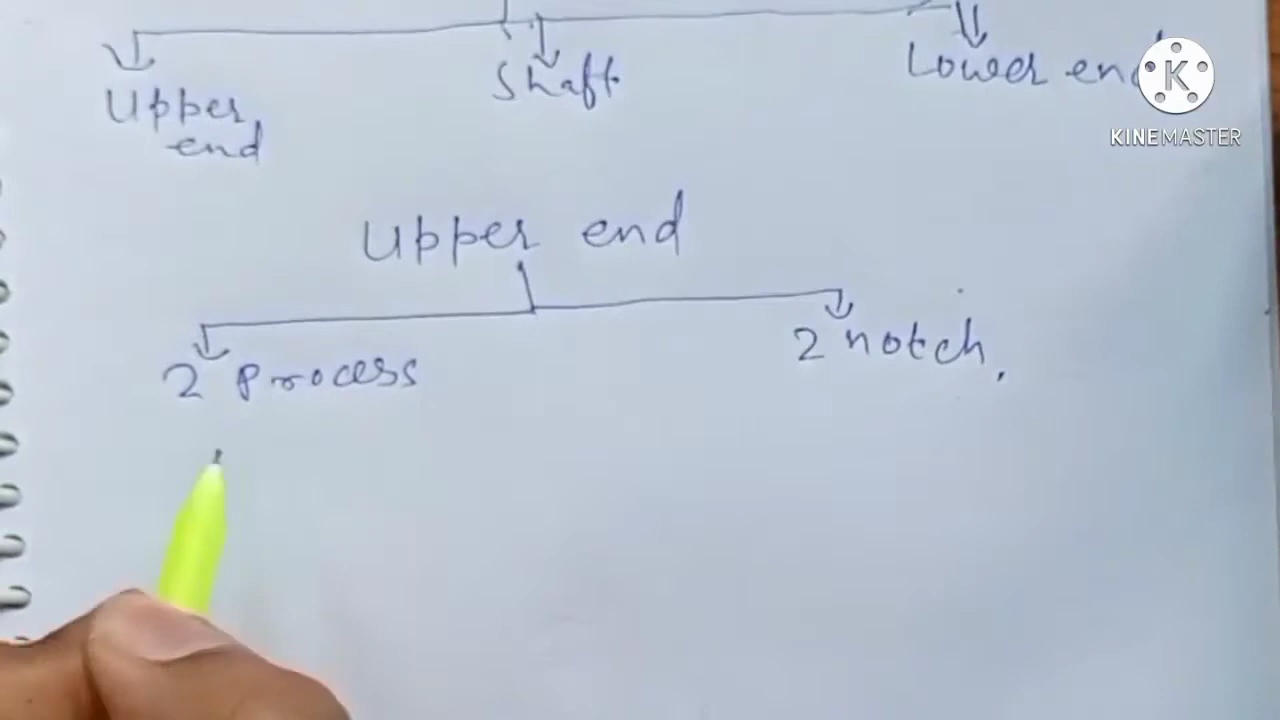 Upper
end
Shaft
Lower end
K
KINEMASTER
Upper end
2 Process
2 notch,